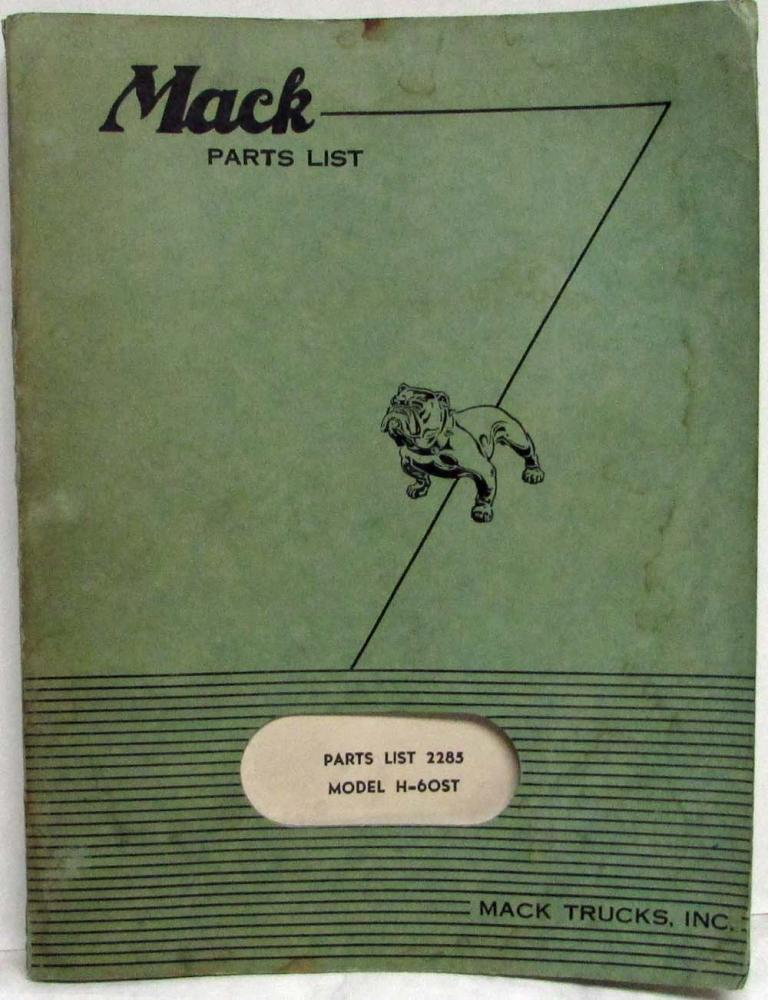 Mack
PARTS LIST
PARTS LIST 2285
MODEL H-60ST
MACK TRUCKS, INC.